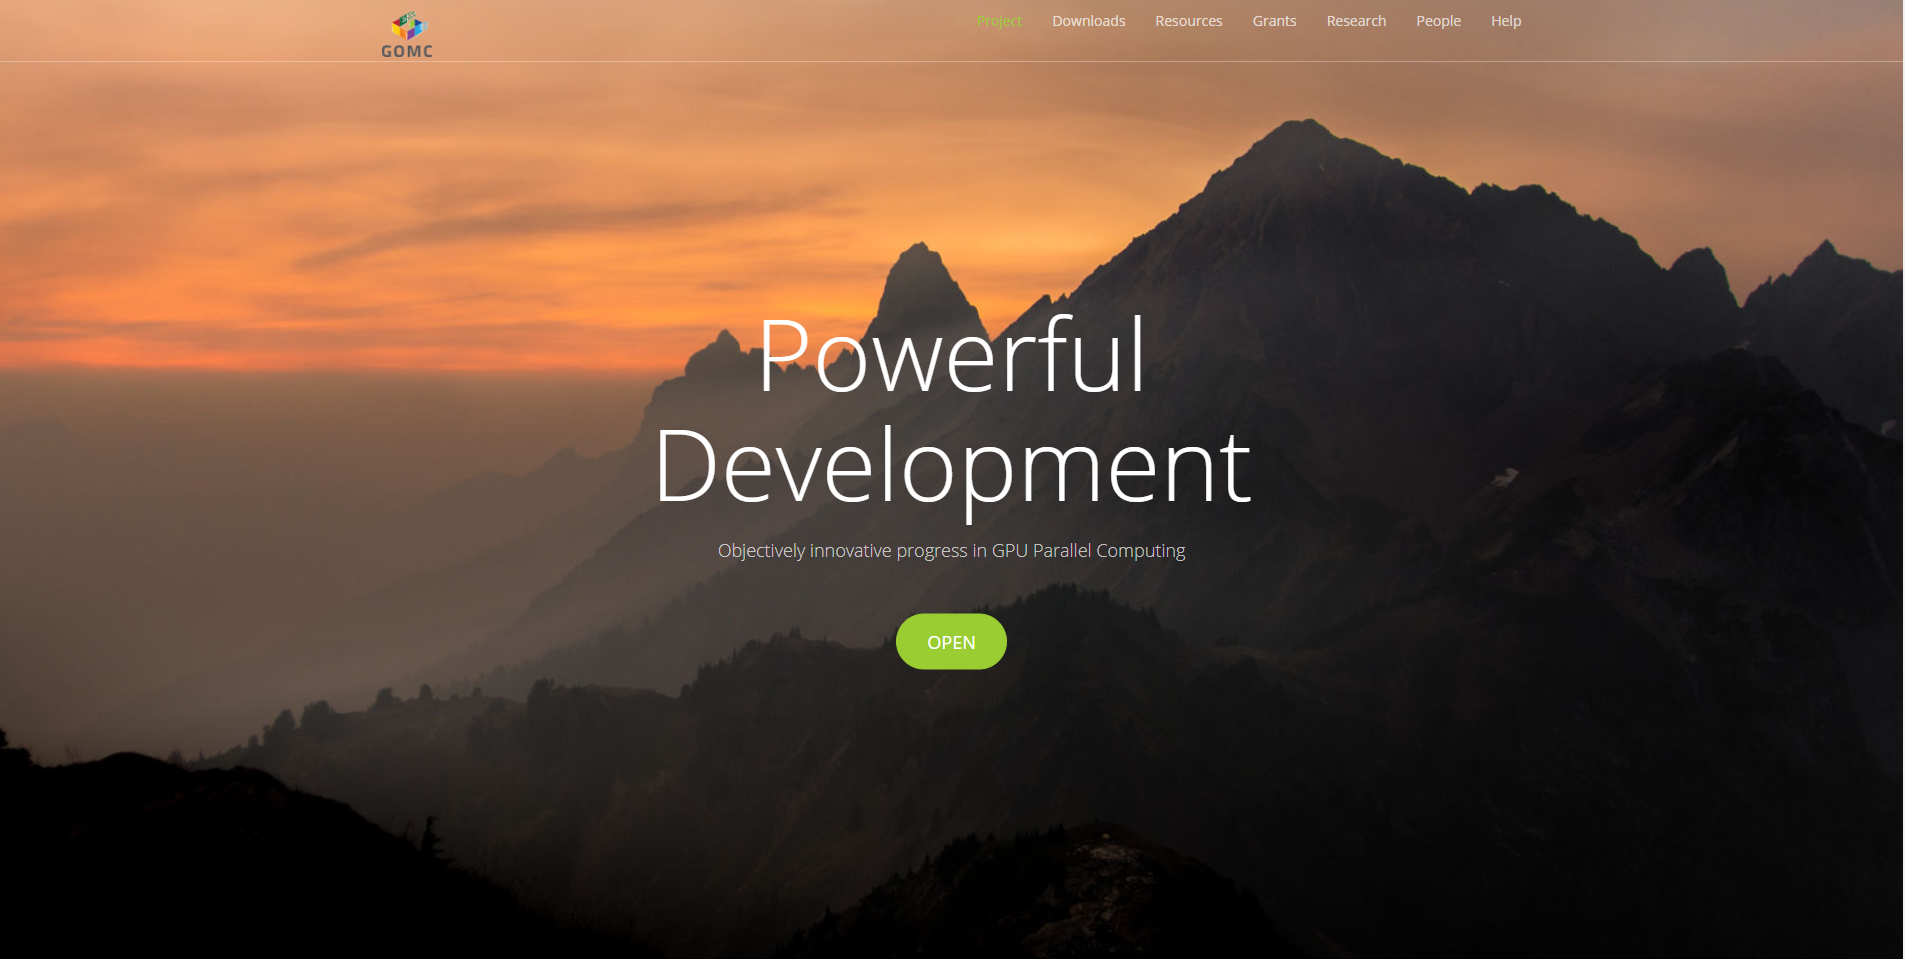 GOMC
Project Downloads Resources Grants Research People Help
Powerful
Development
Objectively innovative progress in GPU Parallel Computing
OPEN